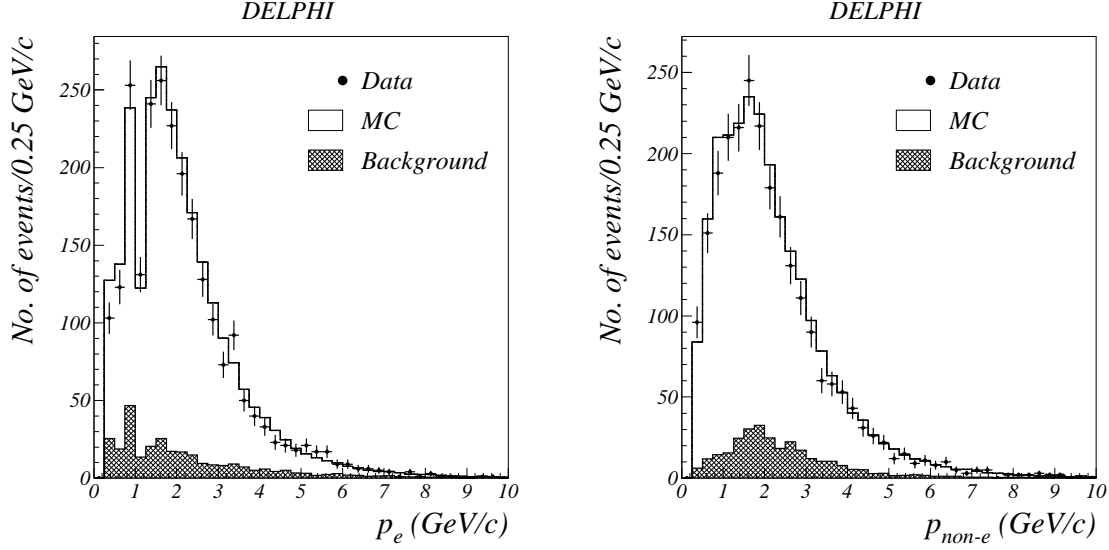 DELPHI
No. of events/0.25 GeV/c
250
200
150
100
50
0
Data
MC
Background
0 1 2 3 4 5 6 7 8 9 10
p_e (GeV/c)
DELPHI
No. of events/0.25 GeV/c
250
200
150
100
50
0
Data
MC
Background
0 1 2 3 4 5 6 7 8 9 10
p_non-e (GeV/c)